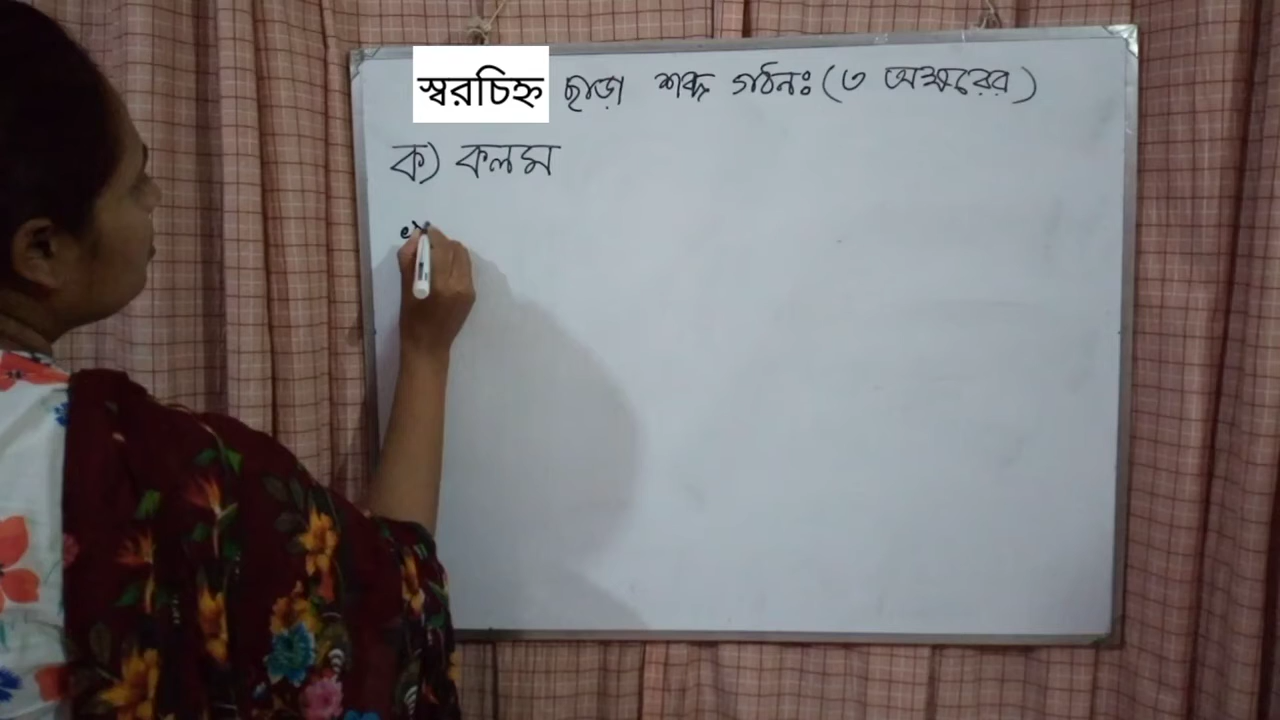 স্বরচিহ্ন ছাড়া শব্দ গঠনঃ (৩ অক্ষরের)
ক) কলম